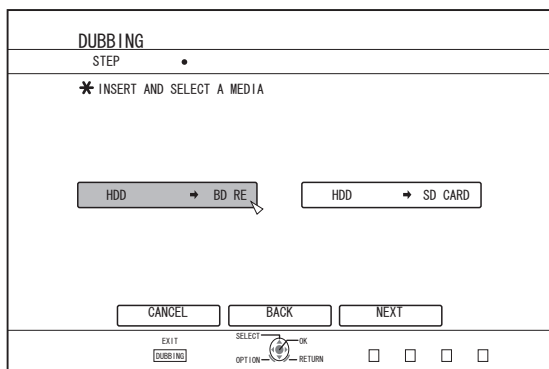 DUBBING
STEP
INSERT AND SELECT A MEDIA
HDD → BD RE
HDD → SD CARD
CANCEL BACK NEXT
EXIT
DUBBING
SELECT OK
OPTION RETURN